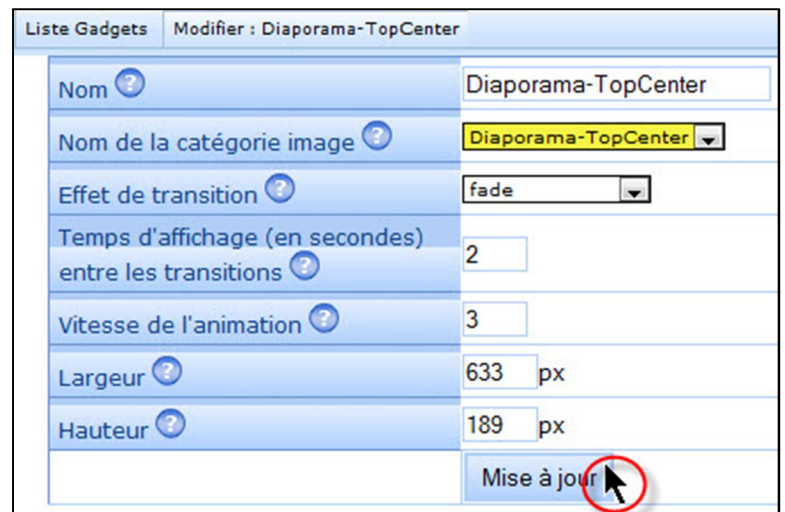 Liste Gadgets Modifier : Diaporama-TopCenter
Nom ? Diaporama-TopCenter
Nom de la catégorie image ? Diaporama-TopCenter
Effet de transition ? fade
Temps d'affichage (en secondes)
entre les transitions ? 2
Vitesse de l'animation ? 3
Largeur ? 633 px
Hauteur ? 189 px
Mise à jour